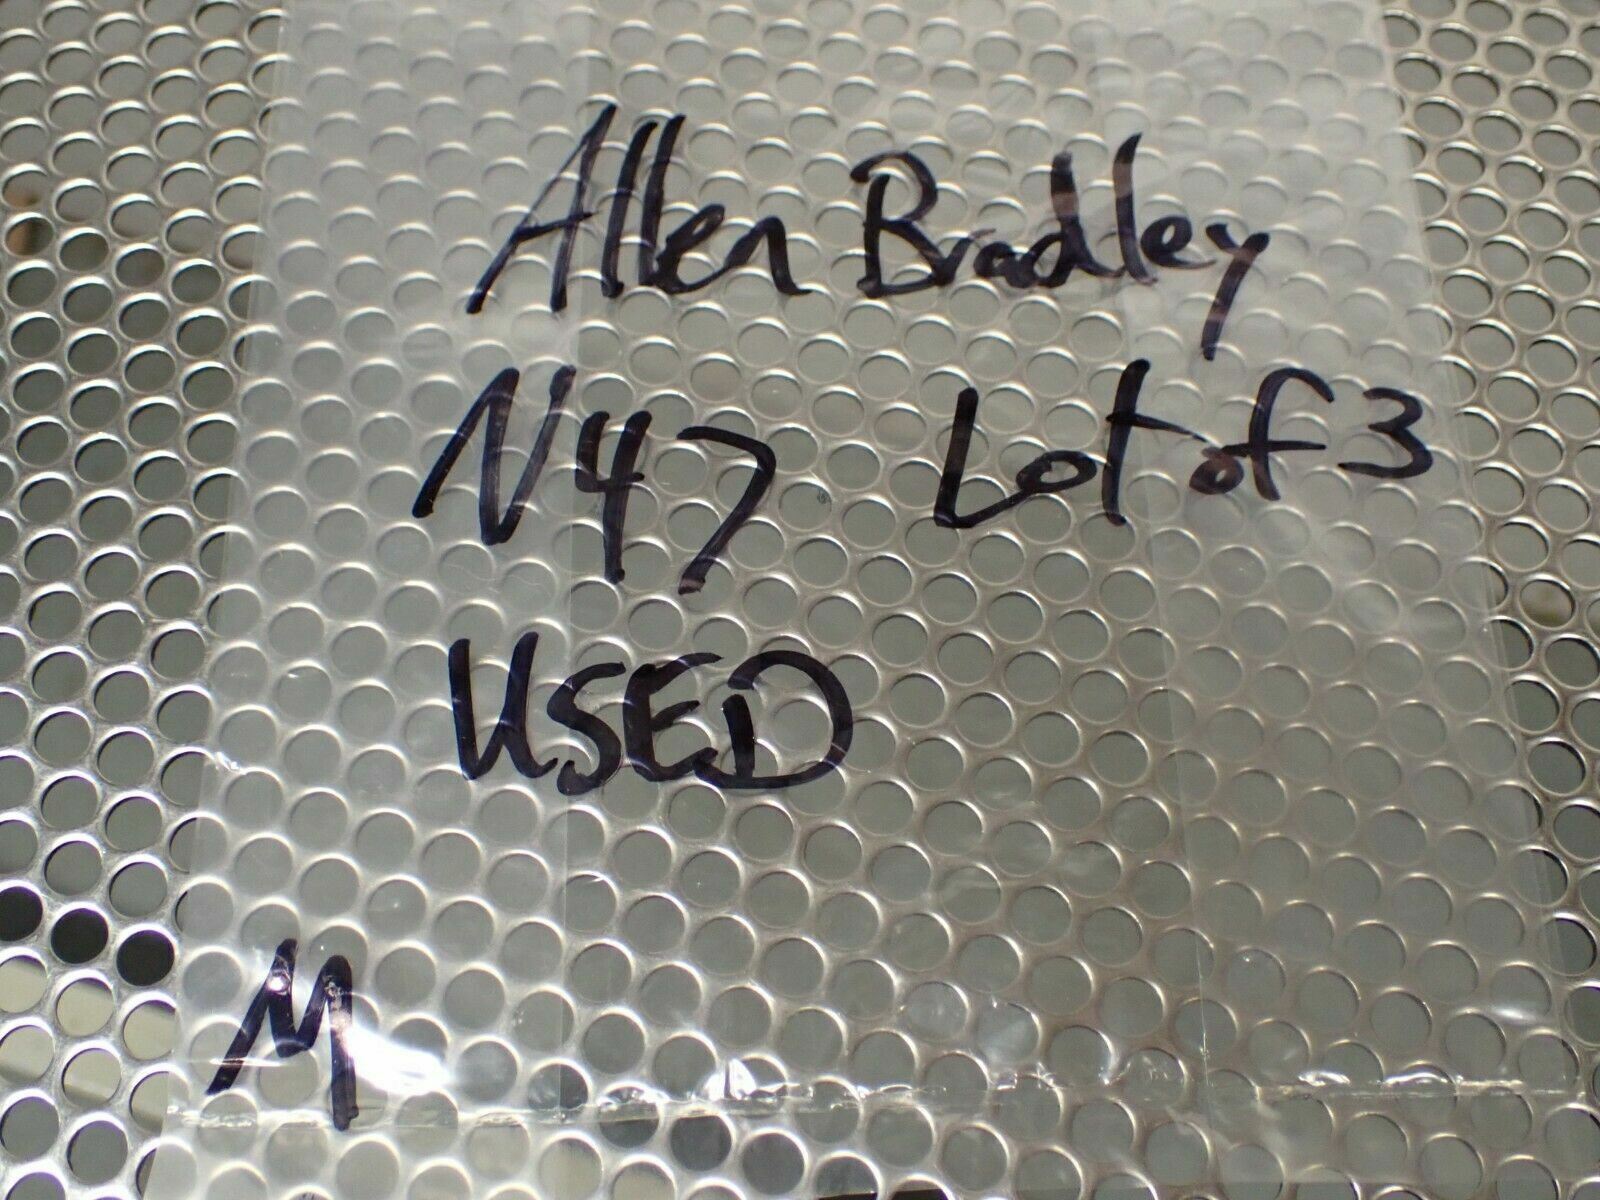 Allen Bradley
N47 Lot of 3
USED
M